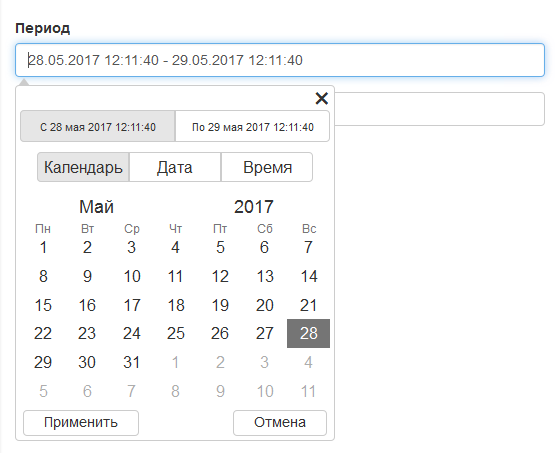 Период
28.05.2017 12:11:40 - 29.05.2017 12:11:40
С 28 мая 2017 12:11:40 По 29 мая 2017 12:11:40
Календарь Дата Время
Май 2017
Пн Вт Ср Чт Пт Сб Вс
1 2 3 4 5 6 7
8 9 10 11 12 13 14
15 16 17 18 19 20 21
22 23 24 25 26 27 28
29 30 31 1 2 3 4
5 6 7 8 9 10 11
Применить Отмена